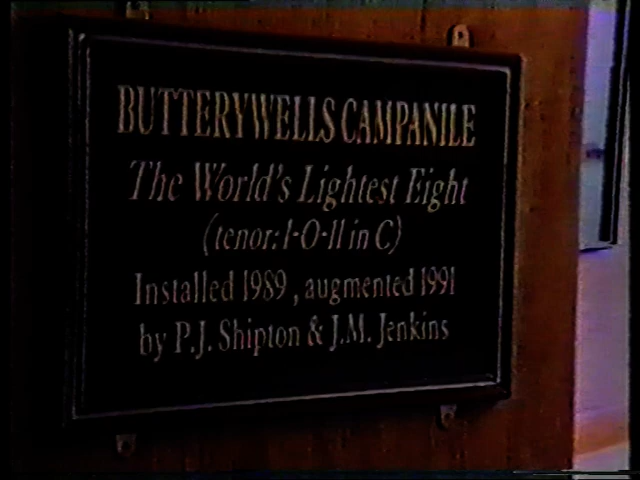 BUTTERYWELLS CAMPANILE
The World's Lightest Eight
(tenor: 1-0-11 in C)
Installed 1989, augmented 1991
by P.J. Shipton & J.M. Jenkins